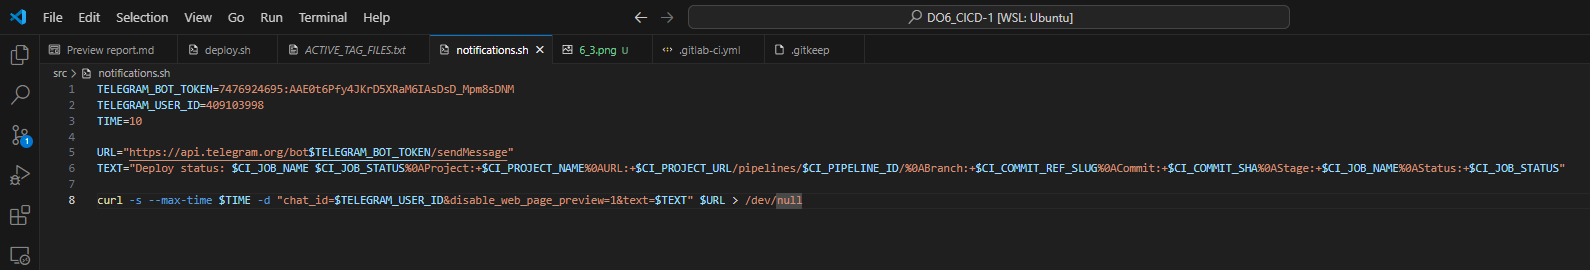 File Edit Selection View Go Run Terminal Help
DO6_CICD-1 [WSL: Ubuntu]
Preview report.md
deploy.sh
ACTIVE_TAG_FILES.txt
notifications.sh
6_3.png U
.gitlab-ci.yml
.gitkeep
src > notifications.sh
1 TELEGRAM_BOT_TOKEN=7476924695:AAE0t6Pfy4JKrD5XRaM6IAsDsD_Mpm8sDNM
2 TELEGRAM_USER_ID=409103998
3 TIME=10
4
5 URL="https://api.telegram.org/bot$TELEGRAM_BOT_TOKEN/sendMessage"
6 TEXT="Deploy status: $CI_JOB_NAME $CI_JOB_STATUS%0AProject:+$CI_PROJECT_NAME%0AURL:+$CI_PROJECT_URL/pipelines/$CI_PIPELINE_ID/%0ABranch:+$CI_COMMIT_REF_SLUG%0ACommit:+$CI_COMMIT_SHA%0AStage:+$CI_JOB_NAME%0AStatus:+$CI_JOB_STATUS"
7
8 curl -s --max-time $TIME -d "chat_id=$TELEGRAM_USER_ID&disable_web_page_preview=1&text=$TEXT" $URL > /dev/null
1